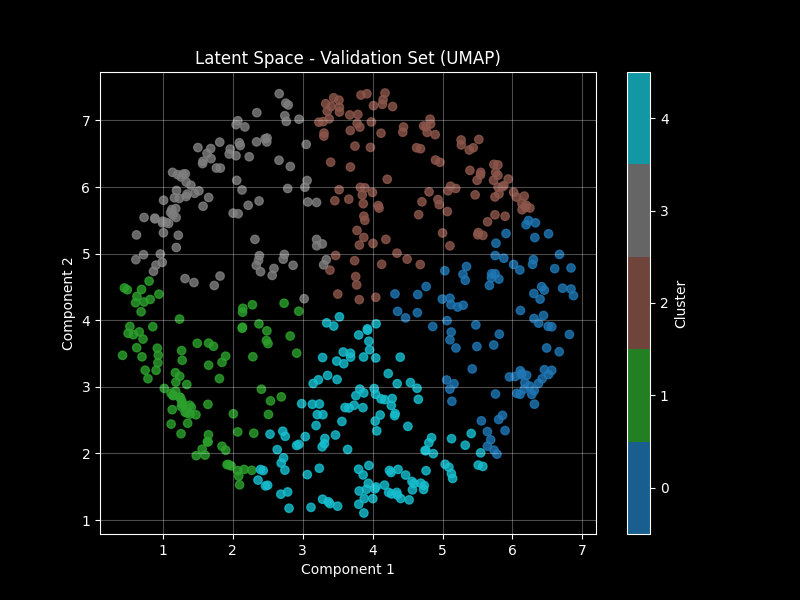 Latent Space - Validation Set (UMAP)
7
6
5
4
3
2
1
Component 2
1 2 3 4 5 6 7
Component 1
4
3
2
1
0
Cluster